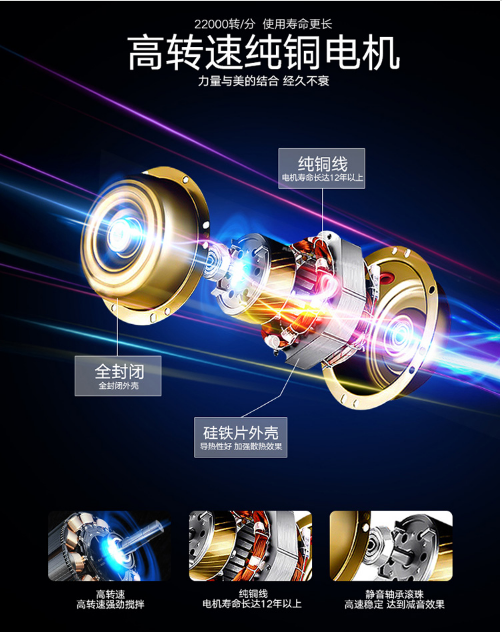 22000转/分 使用寿命更长
高转速纯铜电机
力量与美的结合 经久不衰
纯铜线
电机寿命长达12年以上
全封闭
全封闭外壳
硅铁片外壳
导热性好 加强散热效果
高转速
高转速强劲搅拌
纯铜线
电机寿命长达12年以上
静音轴承滚珠
高速稳定 达到减音效果